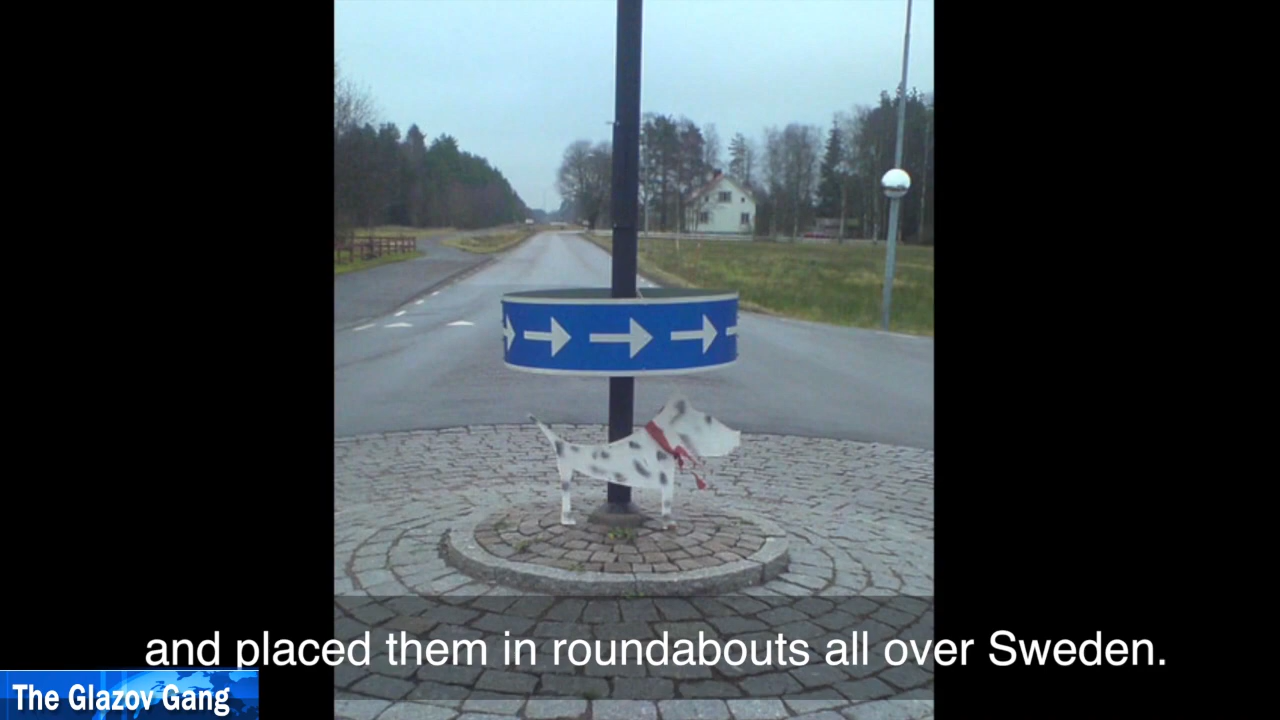 and placed them in roundabouts all over Sweden.
The Glazov Gang